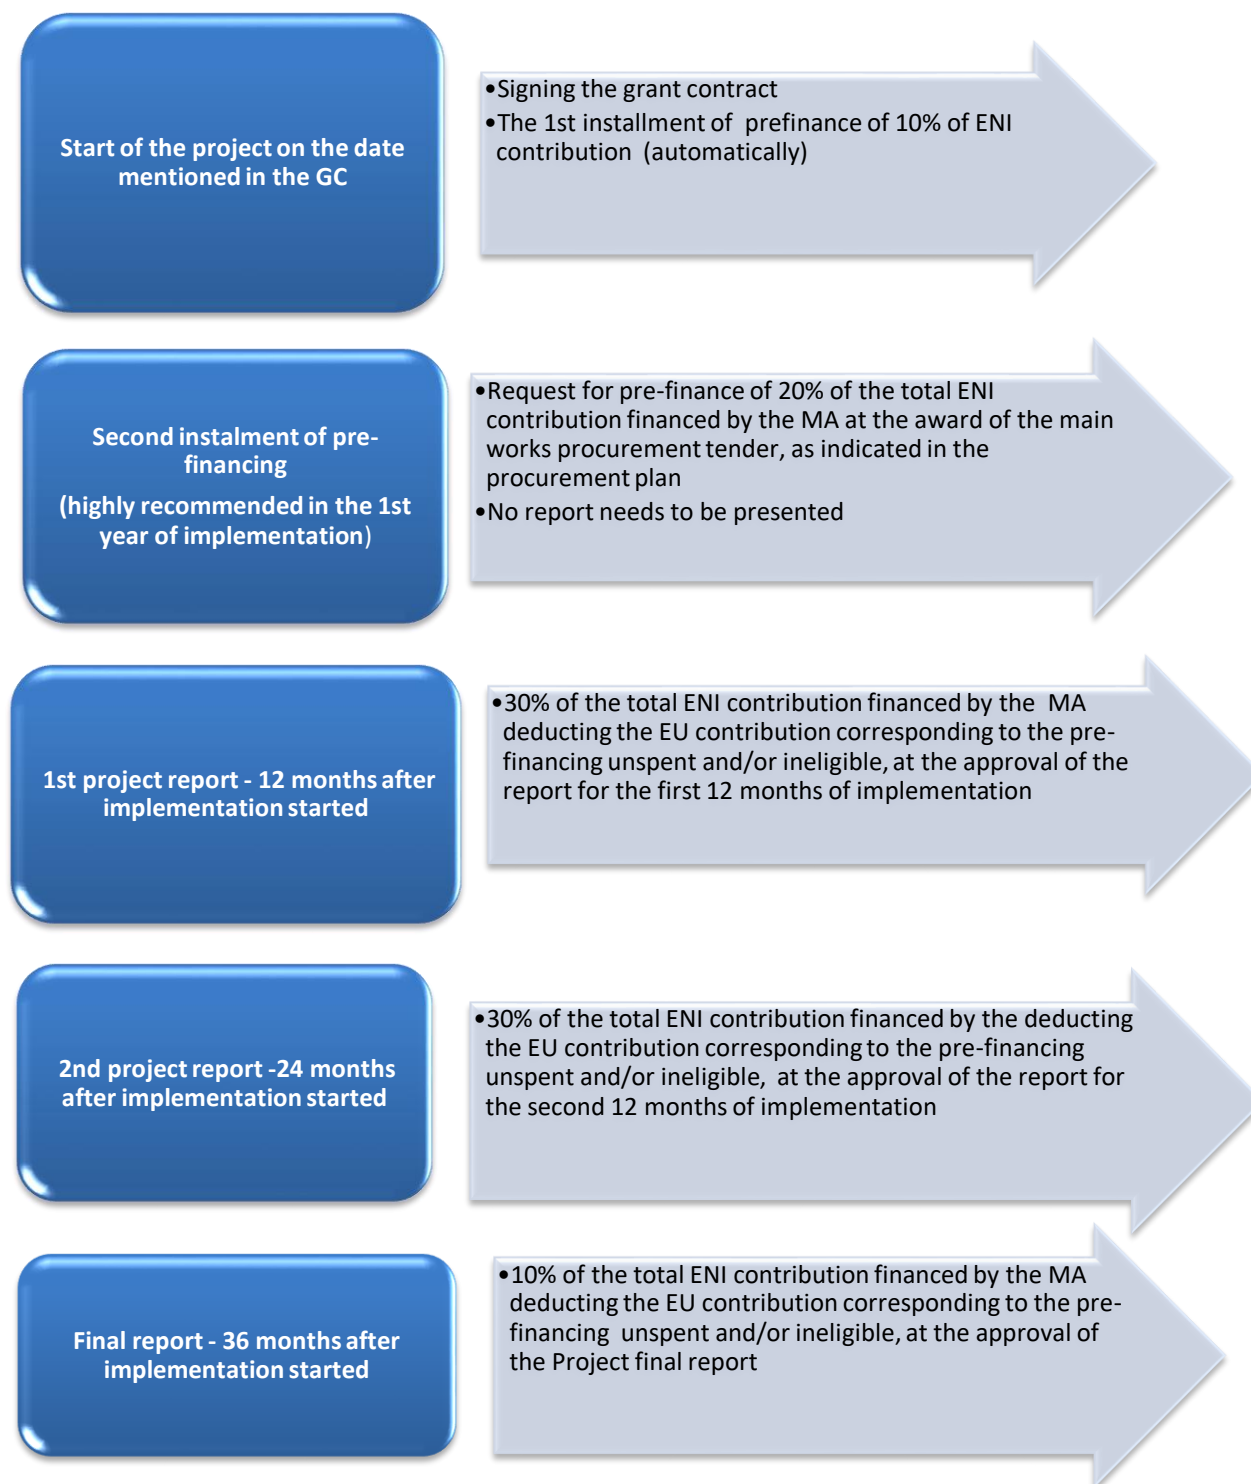 Start of the project on the date
mentioned in the GC
•Signing the grant contract
•The 1st installment of prefinance of 10% of ENI
contribution (automatically)
Second instalment of pre-
financing
(highly recommended in the 1st
year of implementation)
•Request for pre-finance of 20% of the total ENI
contribution financed by the MA at the award of the main
works procurement tender, as indicated in the
procurement plan
•No report needs to be presented
1st project report - 12 months after
implementation started
•30% of the total ENI contribution financed by the MA
deducting the EU contribution corresponding to the pre-
financing unspent and/or ineligible, at the approval of the
report for the first 12 months of implementation
2nd project report -24 months
after implementation started
•30% of the total ENI contribution financed by the deducting
the EU contribution corresponding to the pre-financing
unspent and/or ineligible, at the approval of the report for
the second 12 months of implementation
Final report - 36 months after
implementation started
•10% of the total ENI contribution financed by the MA
deducting the EU contribution corresponding to the pre-
financing unspent and/or ineligible, at the approval of
the Project final report